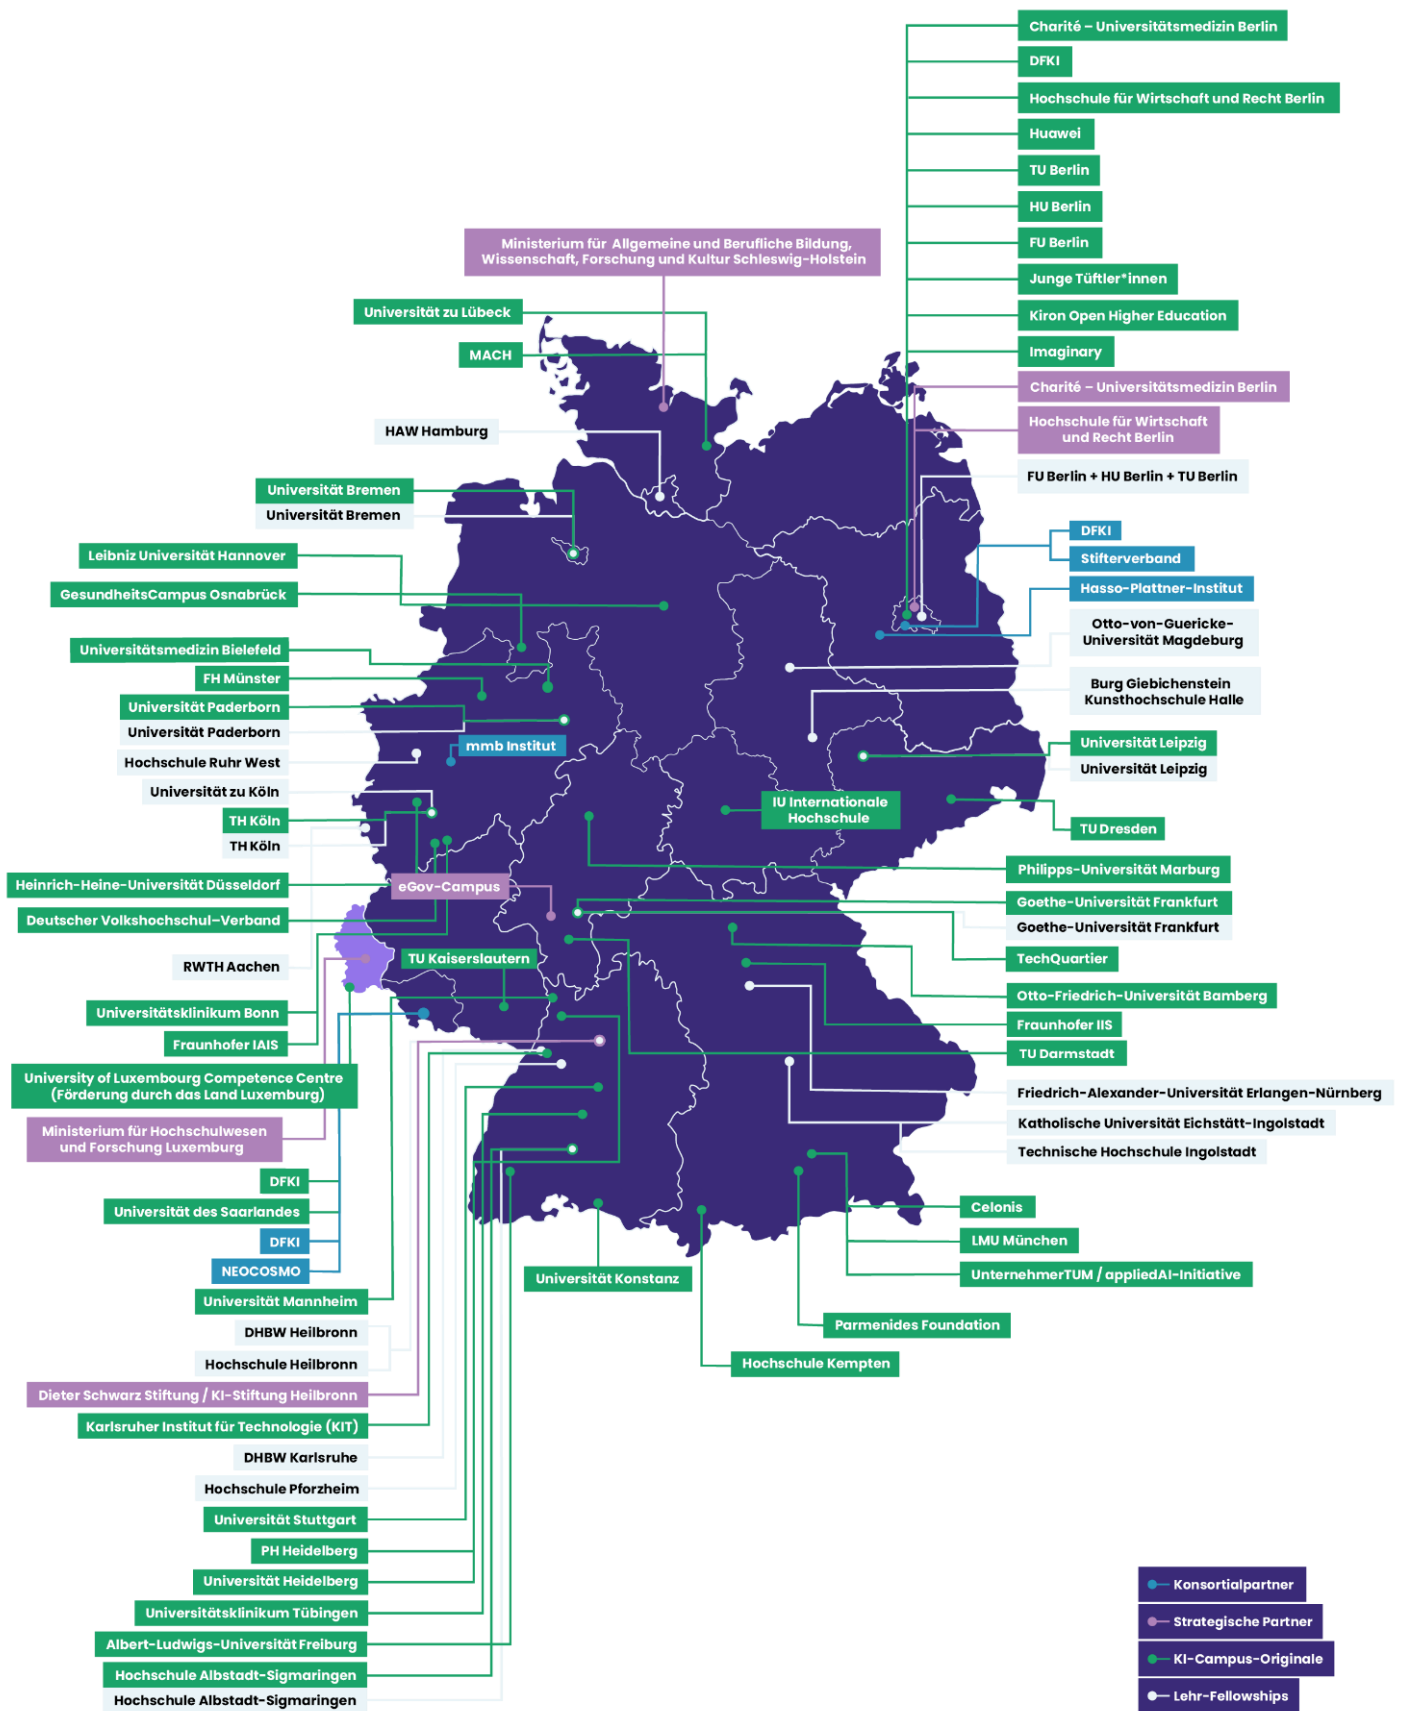 Charité – Universitätsmedizin Berlin
DFKI
Hochschule für Wirtschaft und Recht Berlin
Huawei
TU Berlin
HU Berlin
FU Berlin
Junge Tüftler*innen
Kiron Open Higher Education
Imaginary
Charité – Universitätsmedizin Berlin
Hochschule für Wirtschaft
und Recht Berlin
FU Berlin + HU Berlin + TU Berlin
DFKI
Stifterverband
Hasso-Plattner-Institut
Otto-von-Guericke-
Universität Magdeburg
Burg Giebichenstein
Kunsthochschule Halle
Universität Leipzig
Universität Leipzig
TU Dresden
Philipps-Universität Marburg
Goethe-Universität Frankfurt
Goethe-Universität Frankfurt
TechQuartier
Otto-Friedrich-Universität Bamberg
Fraunhofer IIS
TU Darmstadt
Friedrich-Alexander-Universität Erlangen-Nürnberg
Katholische Universität Eichstätt-Ingolstadt
Technische Hochschule Ingolstadt
Celonis
LMU München
UnternehmerTUM / appliedAI-Initiative
Parmenides Foundation
Hochschule Kempten
Universität Konstanz
Ministerium für Allgemeine und Berufliche Bildung,
Wissenschaft, Forschung und Kultur Schleswig-Holstein
Universität zu Lübeck
MACH
HAW Hamburg
Universität Bremen
Universität Bremen
Leibniz Universität Hannover
GesundheitsCampus Osnabrück
Universitätsmedizin Bielefeld
FH Münster
Universität Paderborn
Universität Paderborn
mmb Institut
Hochschule Ruhr West
Universität zu Köln
TH Köln
TH Köln
IU Internationale
Hochschule
Heinrich-Heine-Universität Düsseldorf
eGov-Campus
Deutscher Volkshochschul-Verband
RWTH Aachen
TU Kaiserslautern
Universitätsklinikum Bonn
Fraunhofer IAIS
University of Luxembourg Competence Centre
(Förderung durch das Land Luxemburg)
Ministerium für Hochschulwesen
und Forschung Luxemburg
DFKI
Universität des Saarlandes
DFKI
NEOCOSMO
Universität Mannheim
DHBW Heilbronn
Hochschule Heilbronn
Dieter Schwarz Stiftung / KI-Stiftung Heilbronn
Karlsruher Institut für Technologie (KIT)
DHBW Karlsruhe
Hochschule Pforzheim
Universität Stuttgart
PH Heidelberg
Universität Heidelberg
Universitätsklinikum Tübingen
Albert-Ludwigs-Universität Freiburg
Hochschule Albstadt-Sigmaringen
Hochschule Albstadt-Sigmaringen
Konsortialpartner
Strategische Partner
KI-Campus-Originale
Lehr-Fellowships